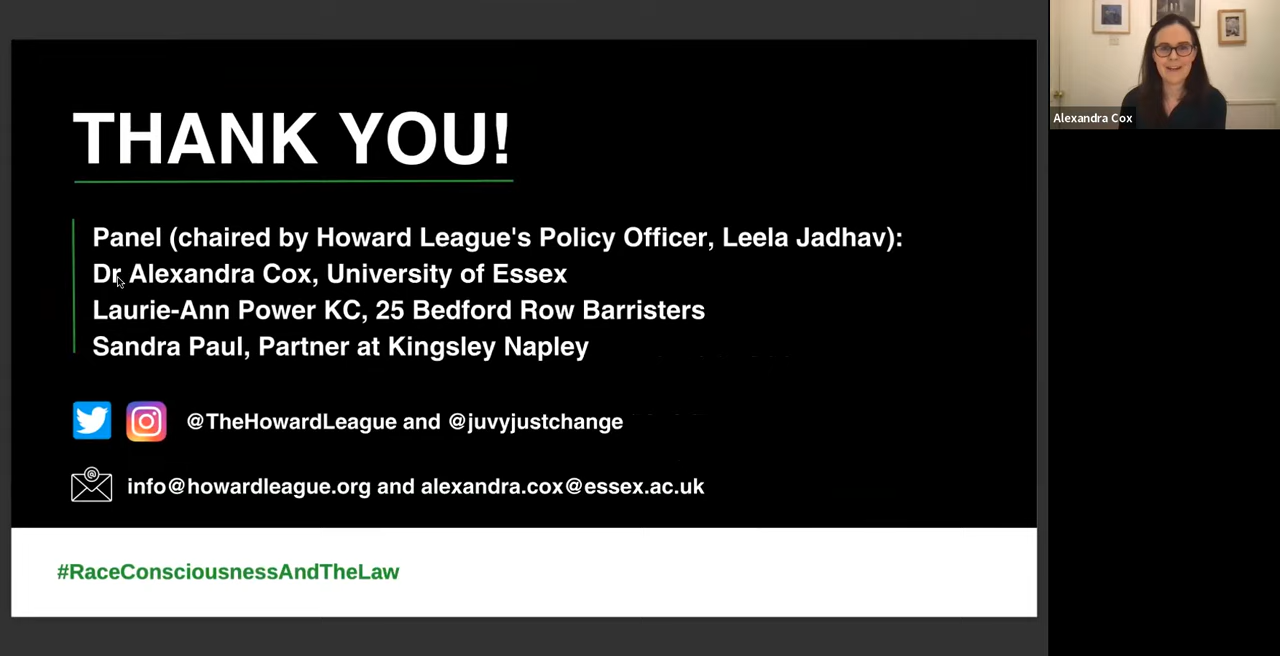 THANK YOU!
Panel (chaired by Howard League's Policy Officer, Leela Jadhav):
Dr Alexandra Cox, University of Essex
Laurie-Ann Power KC, 25 Bedford Row Barristers
Sandra Paul, Partner at Kingsley Napley
@TheHowardLeague and @juvyjustchange
@
info@howardleague.org and alexandra.cox@essex.ac.uk
#RaceConsciousnessAndTheLaw
Alexandra Cox